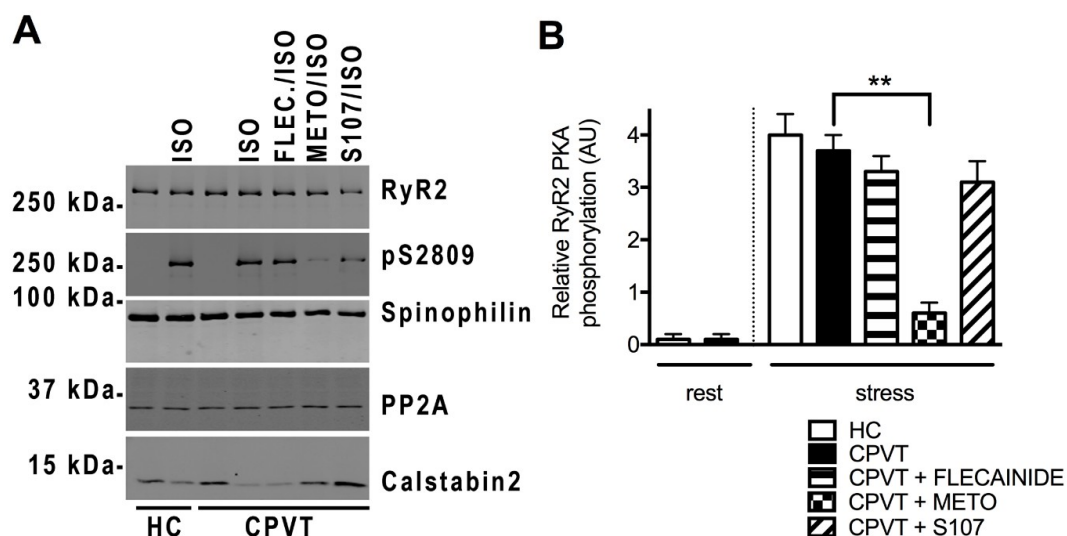 A
ISO
ISO
FLEC./ISO
METO/ISO
S107/ISO
250 kDa-
RyR2
250 kDa-
pS2809
100 kDa-
Spinophilin
37 kDa-
PP2A
15 kDa-
Calstabin2
HC
CPVT
B
**
Relative RyR2 PKA
phosphorylation (AU)
4
3
2
1
0
rest
stress
HC
CPVT
CPVT + FLECAINIDE
CPVT + METO
CPVT + S107